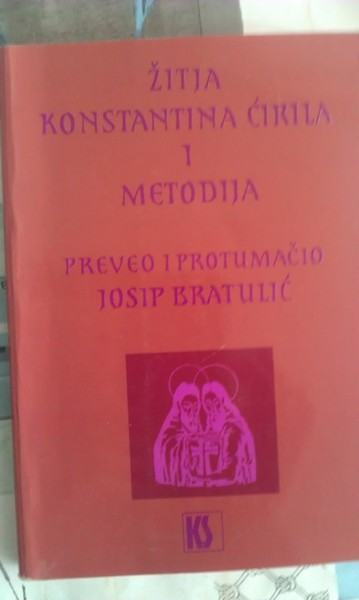 ŽITJA
KONSTANTINA ĆIRILA
I
METODIJA
PREVEO I PROTUMAČIO
JOSIP BRATULIĆ
KS